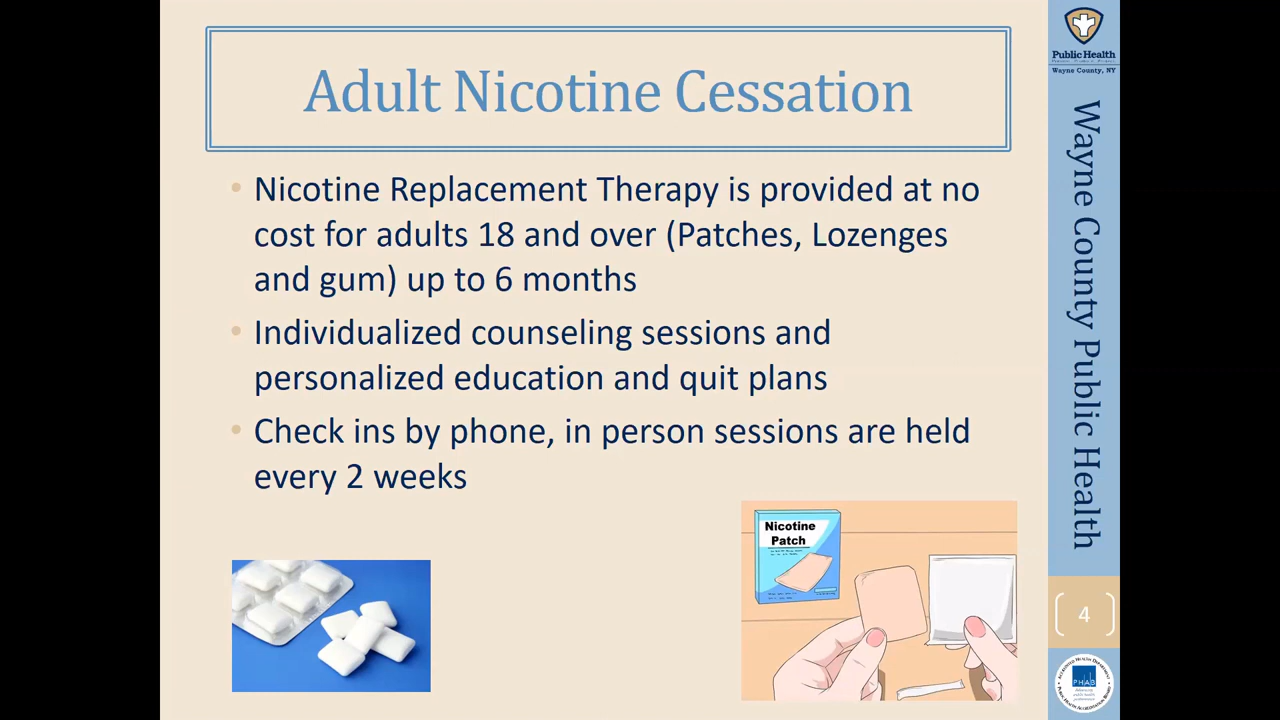 Adult Nicotine Cessation
• Nicotine Replacement Therapy is provided at no
cost for adults 18 and over (Patches, Lozenges
and gum) up to 6 months
• Individualized counseling sessions and
personalized education and quit plans
• Check ins by phone, in person sessions are held
every 2 weeks
Nicotine
Patch
Public Health
Wayne County, NY
Wayne County Public Health
4
PHAB